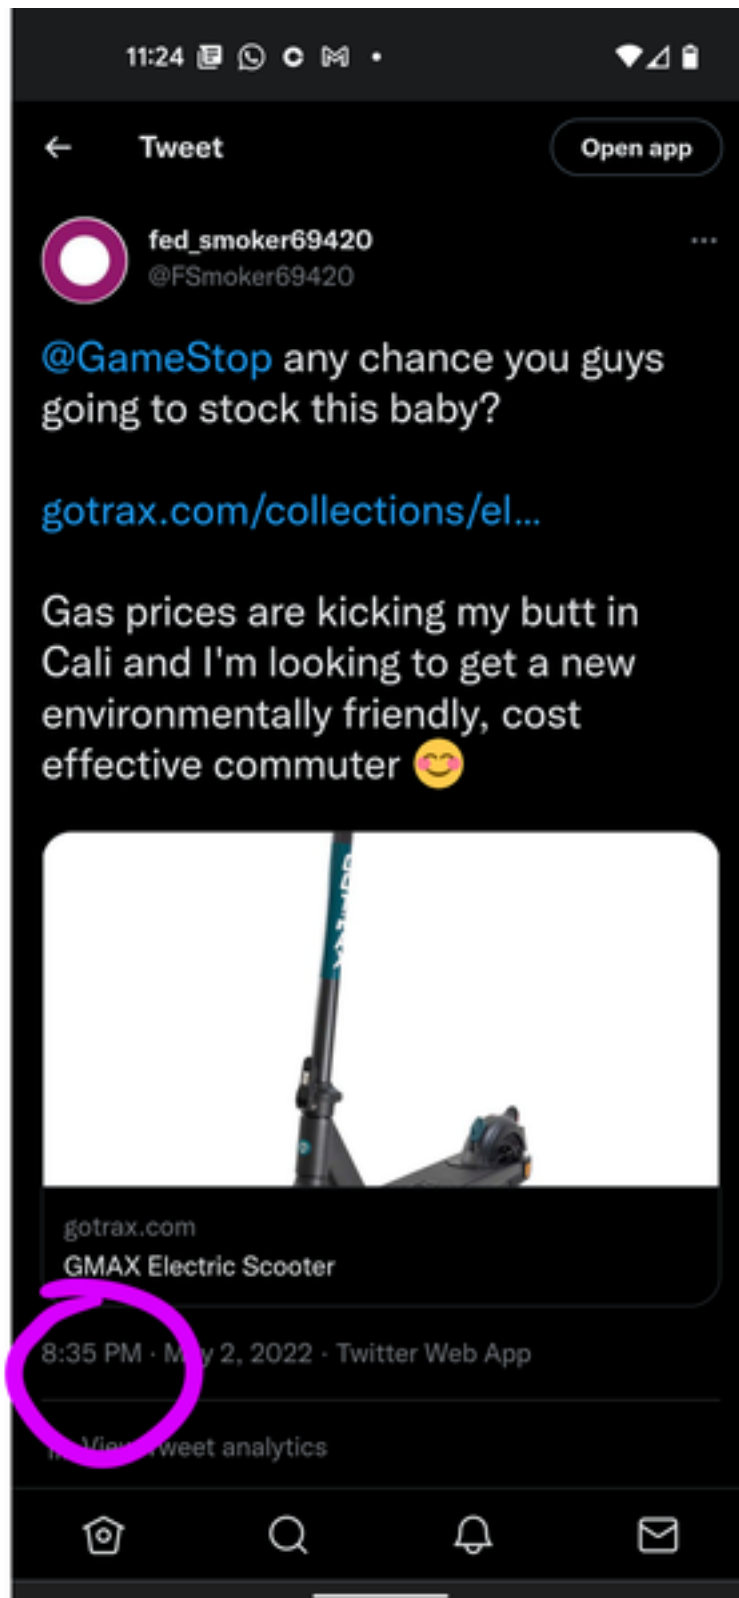 11:24
Tweet
Open app
fed_smoker69420
@FSmoker69420
@GameStop any chance you guys
going to stock this baby?
gotrax.com/collections/el...
Gas prices are kicking my butt in
Cali and I'm looking to get a new
environmentally friendly, cost
effective commuter 😊
GOTRAX
gotrax.com
GMAX Electric Scooter
8:35 PM · May 2, 2022 · Twitter Web App
View Tweet analytics